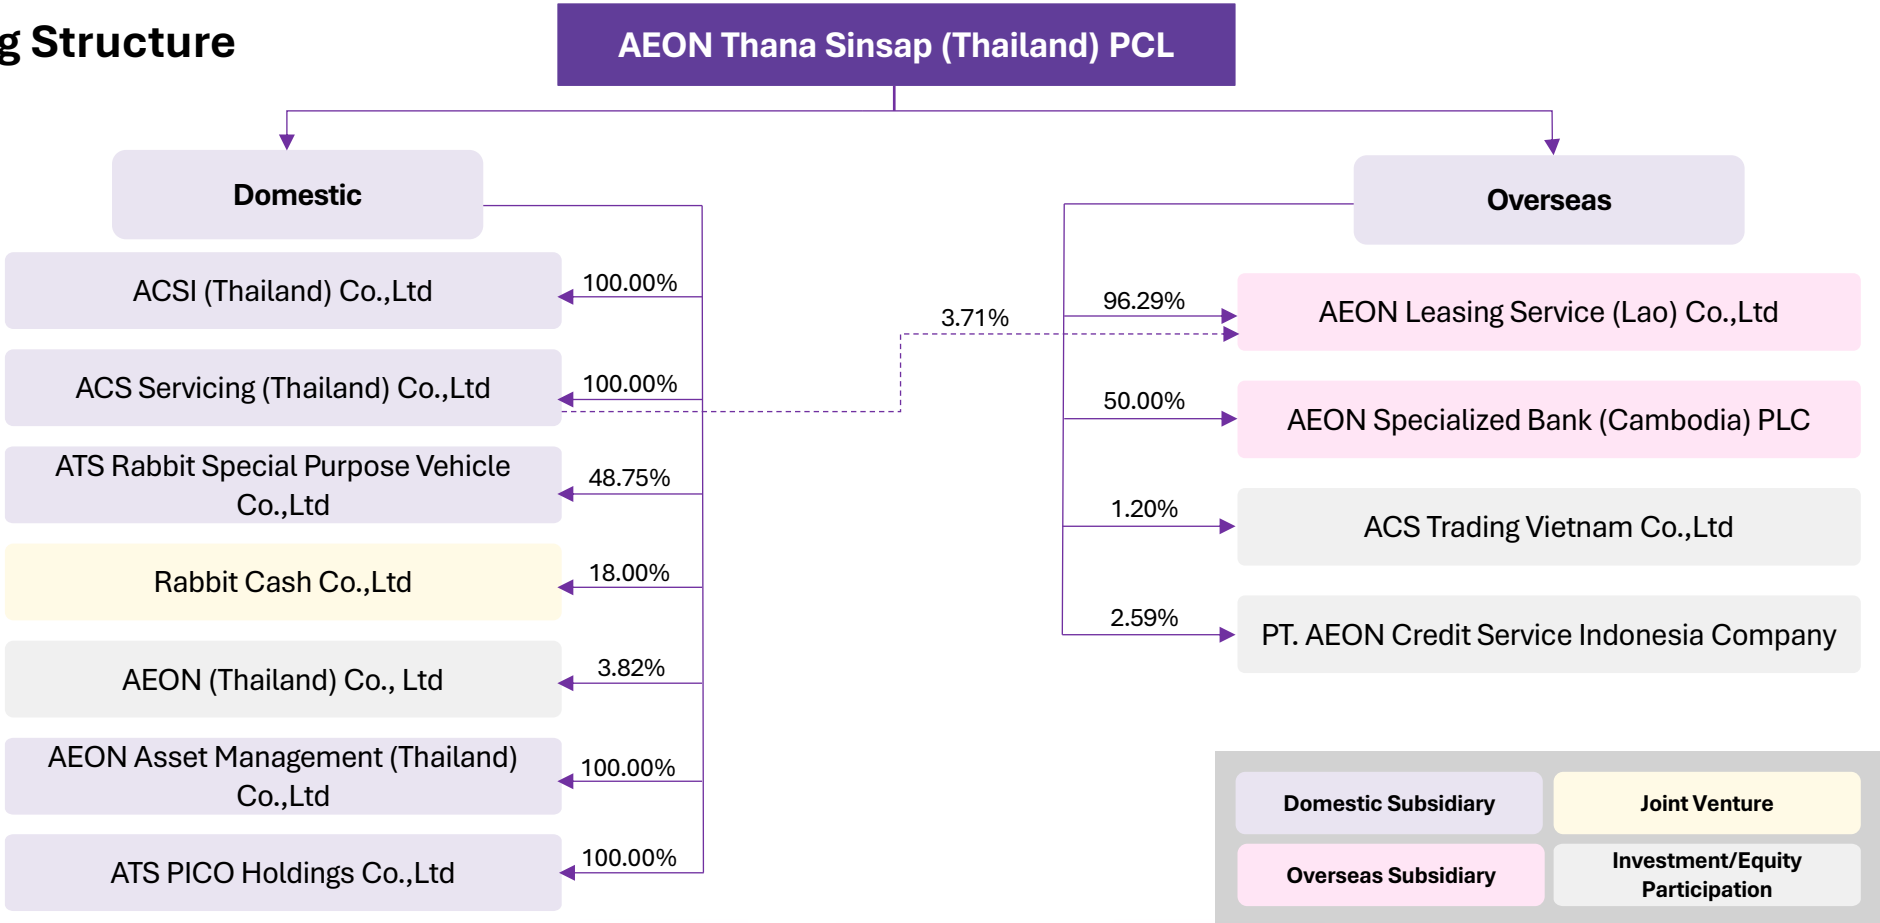 g Structure
AEON Thana Sinsap (Thailand) PCL
Domestic
Overseas
ACSI (Thailand) Co.,Ltd
100.00%
ACS Servicing (Thailand) Co.,Ltd
100.00%
ATS Rabbit Special Purpose Vehicle
Co.,Ltd
48.75%
Rabbit Cash Co.,Ltd
18.00%
AEON (Thailand) Co., Ltd
3.82%
AEON Asset Management (Thailand)
Co.,Ltd
100.00%
ATS PICO Holdings Co.,Ltd
100.00%
3.71%
96.29%
AEON Leasing Service (Lao) Co.,Ltd
50.00%
AEON Specialized Bank (Cambodia) PLC
1.20%
ACS Trading Vietnam Co.,Ltd
2.59%
PT. AEON Credit Service Indonesia Company
Domestic Subsidiary
Joint Venture
Overseas Subsidiary
Investment/Equity
Participation